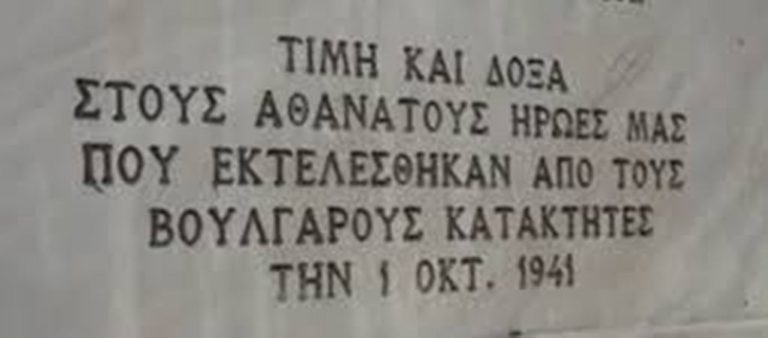 ΤΙΜΗ ΚΑΙ ΔΟΞΑ
ΣΤΟΥΣ ΑΘΑΝΑΤΟΥΣ ΗΡΩΕΣ ΜΑΣ
ΠΟΥ ΕΚΤΕΛΕΣΘΗΚΑΝ ΑΠΟ ΤΟΥΣ
ΒΟΥΛΓΑΡΟΥΣ ΚΑΤΑΚΤΗΤΕΣ
ΤΗΝ 1 ΟΚΤ. 1941